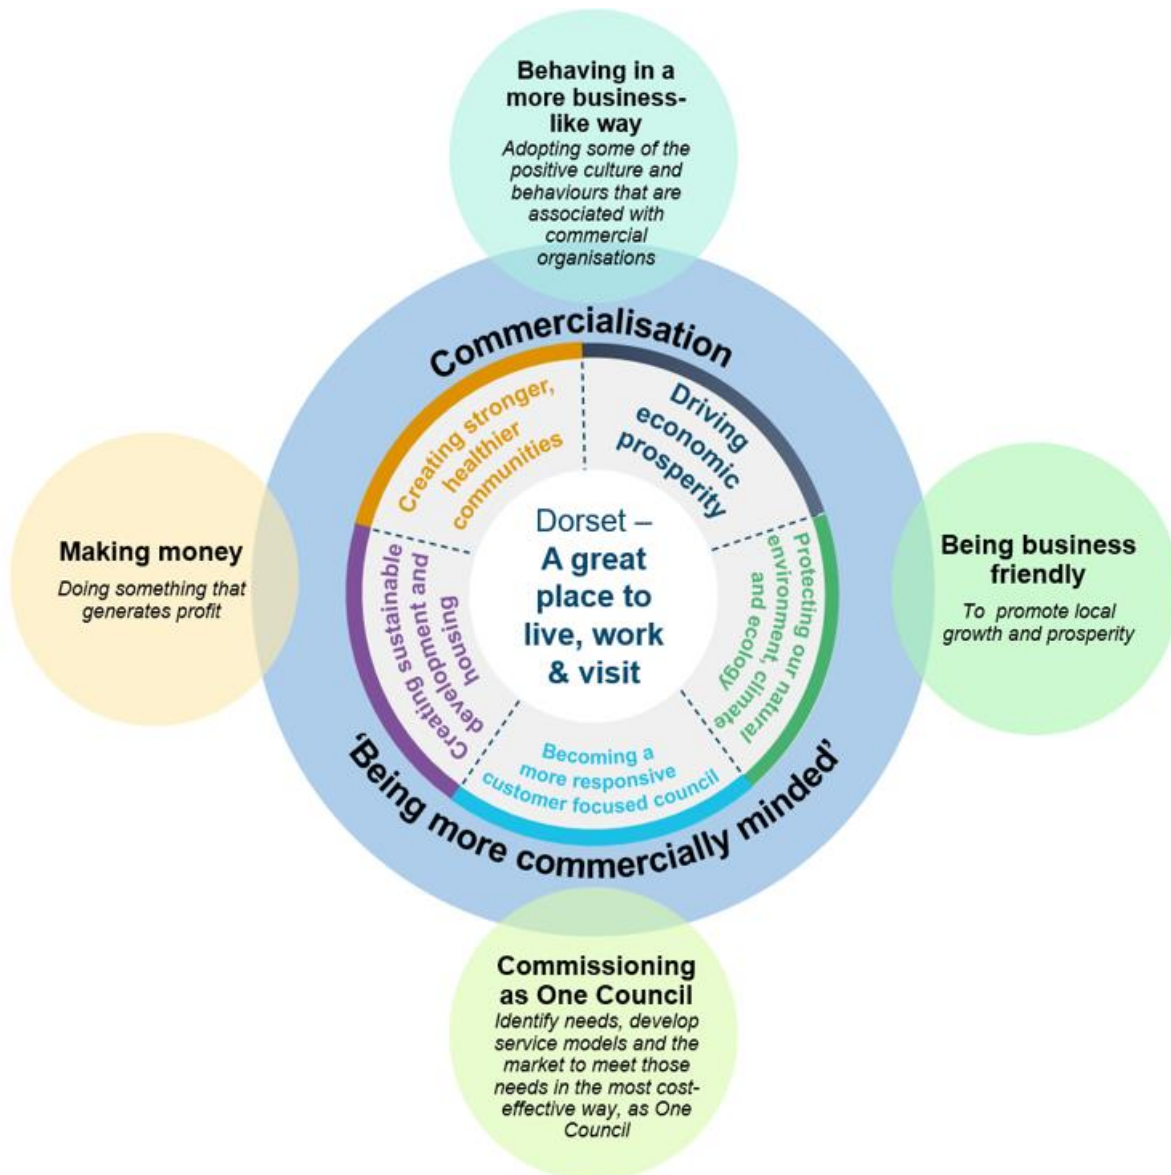 Behaving in a
more business-
like way
Adopting some of the
positive culture and
behaviours that are
associated with
commercial
organisations
Commercialisation
Creating stronger,
healthier
communities
Driving
economic
prosperity
Making money
Doing something that
generates profit
Creating sustainable
development and
housing
Dorset –
A great
place to
live, work
& visit
Protecting our natural
environment, climate
and ecology
Being business
friendly
To promote local
growth and prosperity
Becoming a
more responsive
customer focused council
‘Being more commercially minded’
Commissioning
as One Council
Identify needs, develop
service models and the
market to meet those
needs in the most cost-
effective way, as One
Council